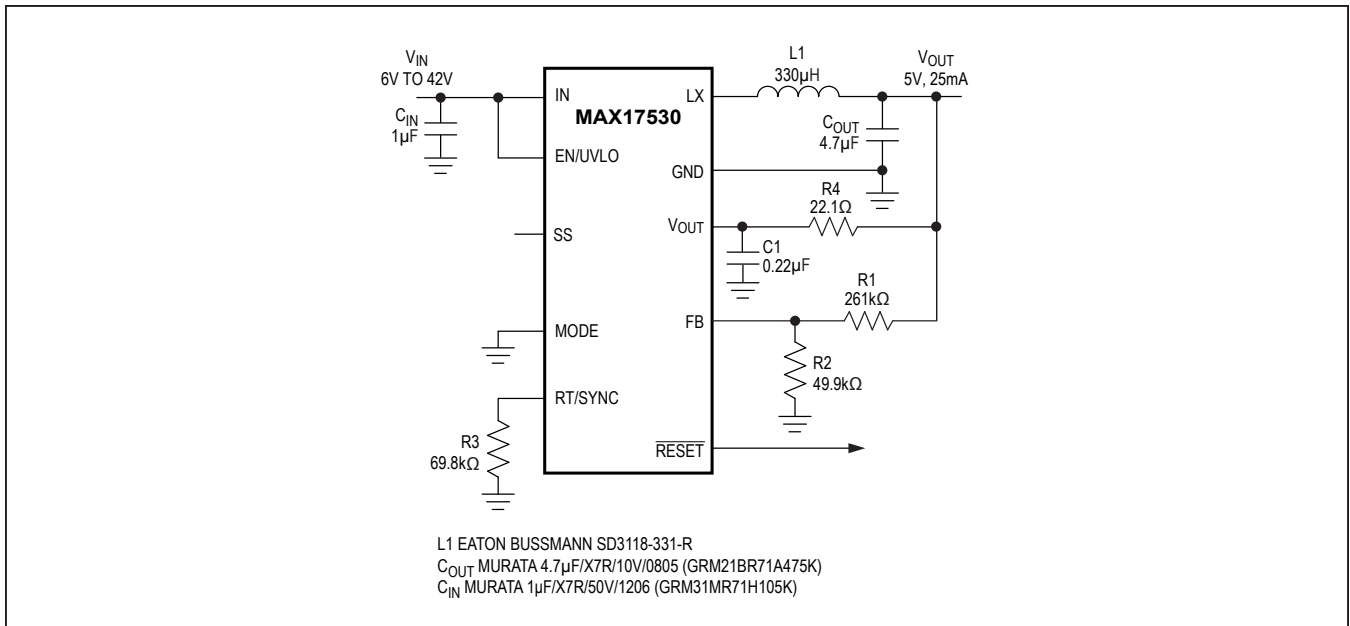 VIN
6V TO 42V
CIN
1µF
IN
EN/UVLO
SS
MODE
RT/SYNC
R3
69.8kΩ
MAX17530
LX
GND
VOUT
FB
RESET
L1
330µH
VOUT
5V, 25mA
COUT
4.7µF
R4
22.1Ω
C1
0.22µF
R1
261kΩ
R2
49.9kΩ
L1 EATON BUSSMANN SD3118-331-R
COUT MURATA 4.7µF/X7R/10V/0805 (GRM21BR71A475K)
CIN MURATA 1µF/X7R/50V/1206 (GRM31MR71H105K)